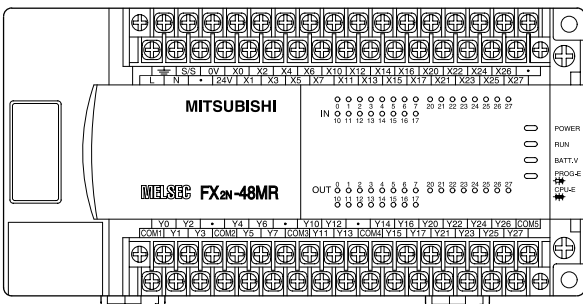 S/S 0V X0 X2 X4 X6 X10 X12 X14 X16 X20 X22 X24 X26 •
L N • 24V X1 X3 X5 X7 X11 X13 X15 X17 X21 X23 X25 X27
MITSUBISHI
0 1 2 3 4 5 6 7 20 21 22 23 24 25 26 27
IN
10 11 12 13 14 15 16 17
POWER
RUN
BATT.V
PROG-E
CPU-E
MELSEC FX2N-48MR
OUT 0 1 2 3 4 5 6 7 20 21 22 23 24 25 26 27
10 11 12 13 14 15 16 17
Y0 Y2 • Y4 Y6 • Y10 Y12 • Y14 Y16 Y20 Y22 Y24 Y26 COM5
COM1 Y1 Y3 COM2 Y5 Y7 COM3 Y11 Y13 COM4 Y15 Y17 Y21 Y23 Y25 Y27